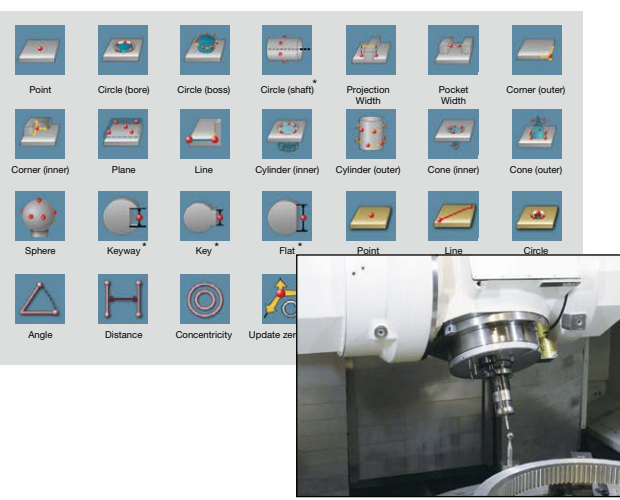 Point Circle (bore) Circle (boss) Circle (shaft)* Projection Width Pocket Width Corner (outer)
Corner (inner) Plane Line Cylinder (inner) Cylinder (outer) Cone (inner) Cone (outer)
Sphere Keyway* Key* Flat* Point Line Circle
Angle Distance Concentricity Update